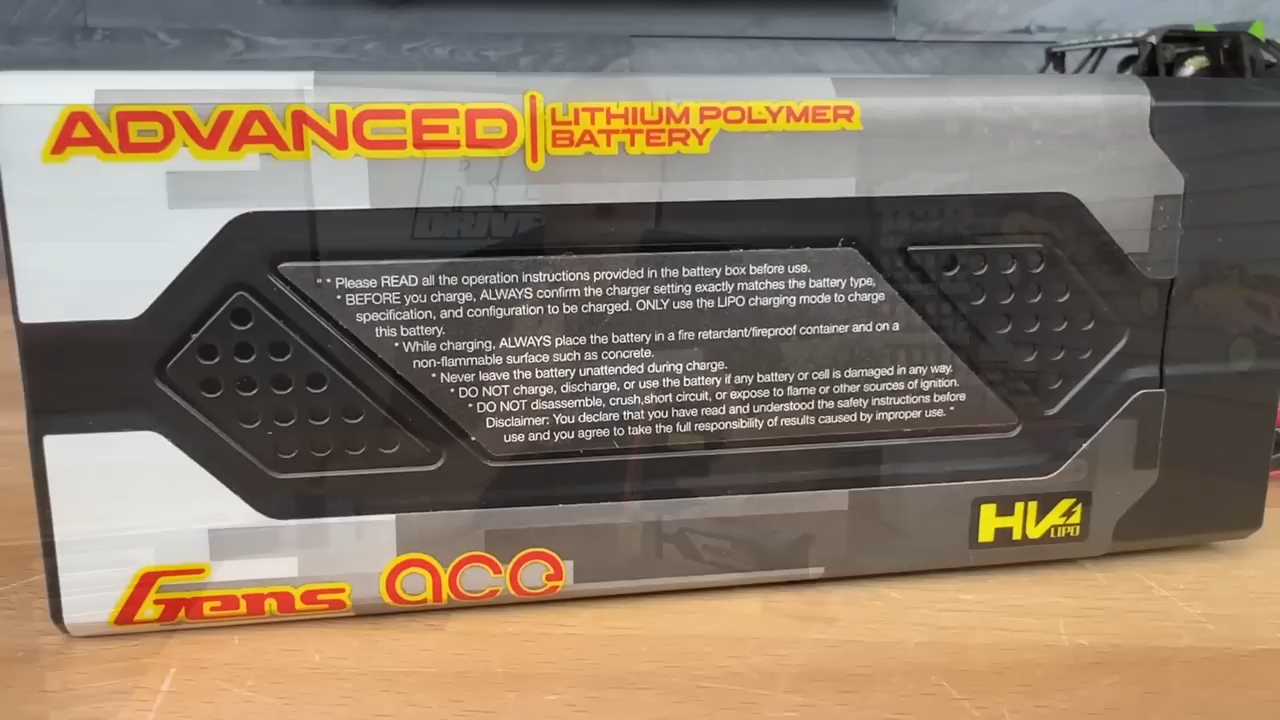 ADVANCED
LITHIUM POLYMER
BATTERY
RC
DRIVE
" * Please READ all the operation instructions provided in the battery box before use.
* BEFORE you charge, ALWAYS confirm the charger setting exactly matches the battery type,
specification, and configuration to be charged. ONLY use the LIPO charging mode to charge
this battery.
* While charging, ALWAYS place the battery in a fire retardant/fireproof container and on a
non-flammable surface such as concrete.
* Never leave the battery unattended during charge.
* DO NOT charge, discharge, or use the battery if any battery or cell is damaged in any way.
* DO NOT disassemble, crush,short circuit, or expose to flame or other sources of ignition.
Disclaimer: You declare that you have read and understood the safety instructions before
use and you agree to take the full responsibility of results caused by improper use. "
HV
LIPO
Gens ace